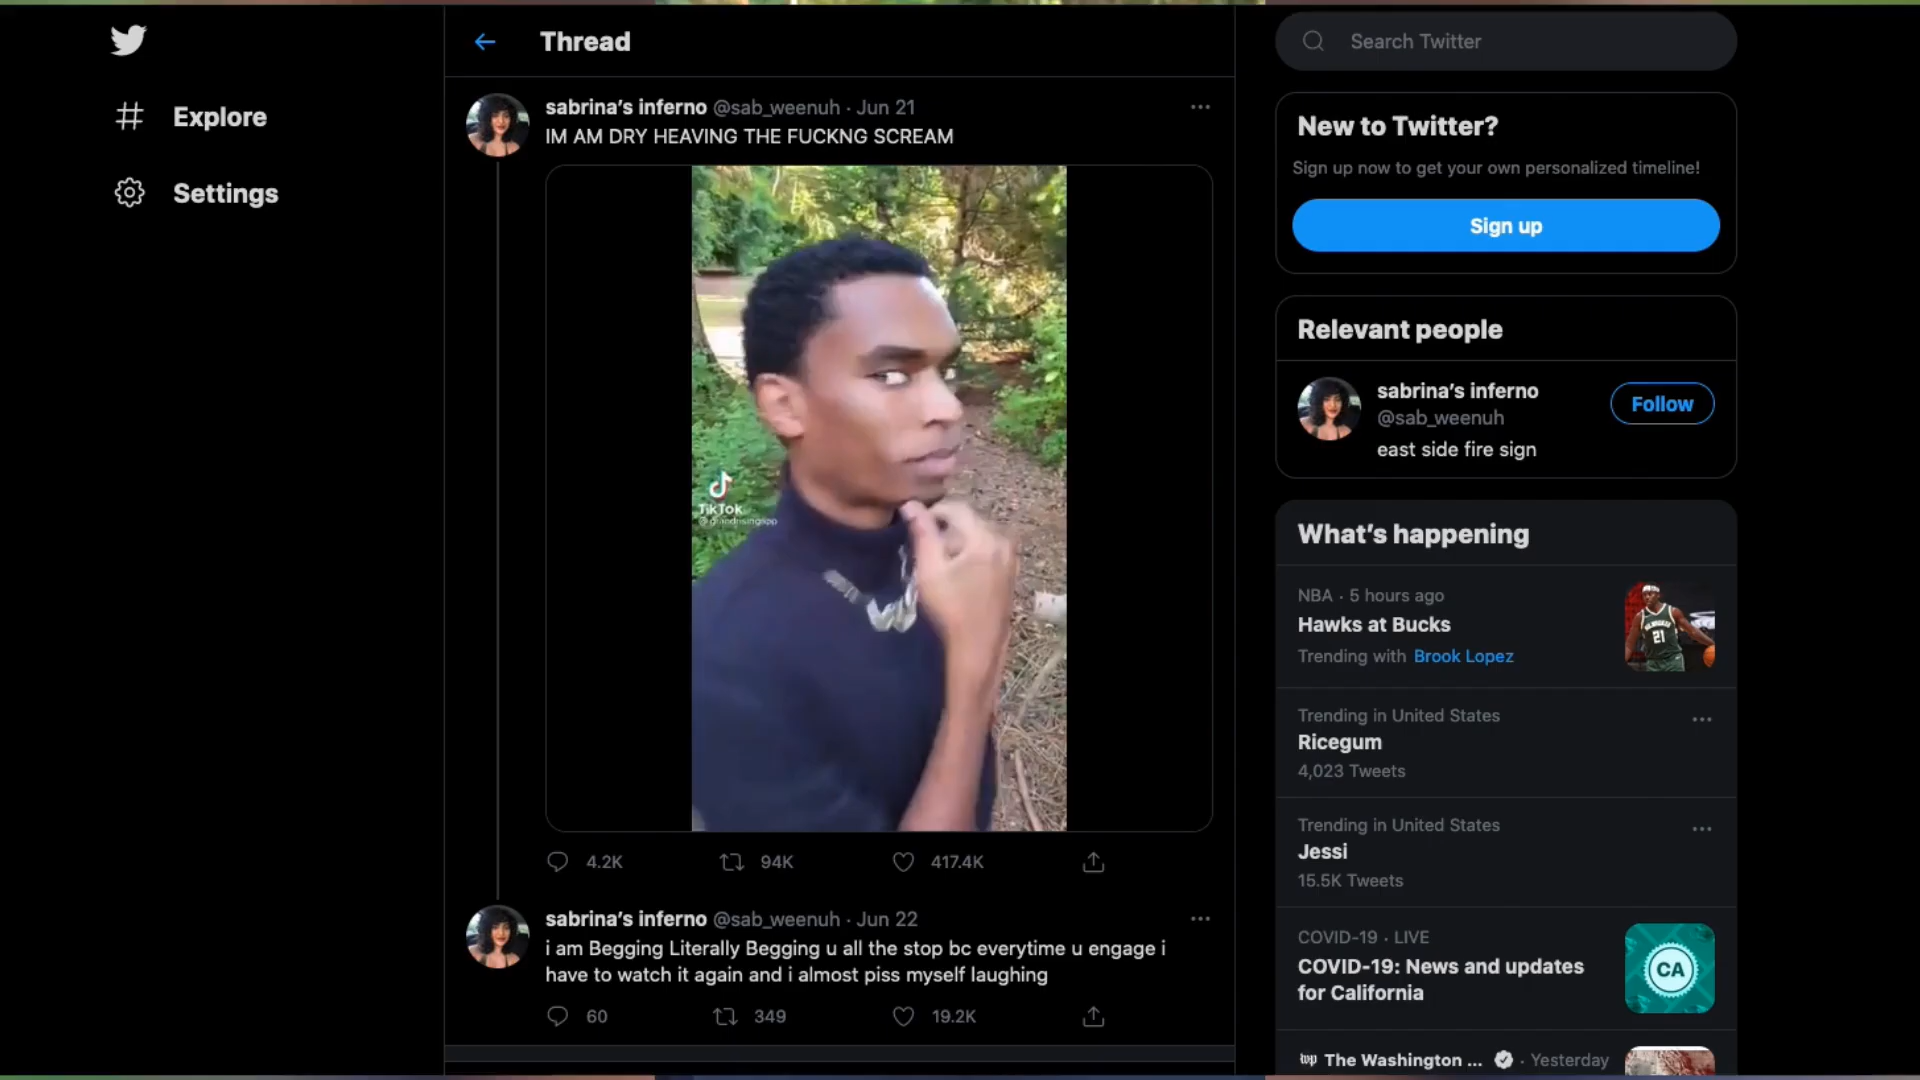 Explore
Settings
Thread
sabrina’s inferno @sab_weenuh · Jun 21
IM AM DRY HEAVING THE FUCKNG SCREAM
TikTok
4.2K
94K
417.4K
sabrina’s inferno @sab_weenuh · Jun 22
i am Begging Literally Begging u all the stop bc everytime u engage i
have to watch it again and i almost piss myself laughing
60
349
19.2K
Search Twitter
New to Twitter?
Sign up now to get your own personalized timeline!
Sign up
Relevant people
sabrina’s inferno
@sab_weenuh
Follow
east side fire sign
What’s happening
NBA · 5 hours ago
Hawks at Bucks
Trending with Brook Lopez
21
Trending in United States
Ricegum
4,023 Tweets
Trending in United States
Jessi
15.5K Tweets
COVID-19 · LIVE
COVID-19: News and updates
for California
CA
wp The Washington ... · Yesterday